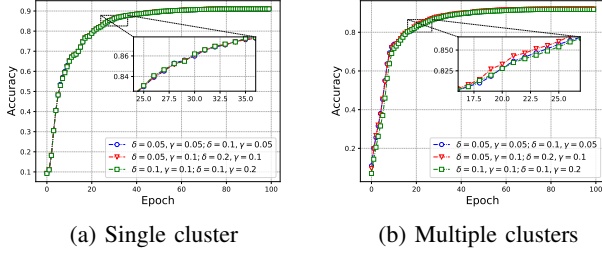 0.9
0.8
0.7
0.6
0.5
0.4
0.3
0.2
0.1
Accuracy
0.86
0.84
25.0 27.5 30.0 32.5 35.0
δ = 0.05, γ = 0.05; δ = 0.1, γ = 0.05
δ = 0.05, γ = 0.1; δ = 0.2, γ = 0.1
δ = 0.1, γ = 0.1; δ = 0.1, γ = 0.2
0 20 40 60 80 100
Epoch
(a) Single cluster
0.8
0.6
0.4
0.2
Accuracy
0.850
0.825
17.5 20.0 22.5 25.0
δ = 0.05, γ = 0.05; δ = 0.1, γ = 0.05
δ = 0.05, γ = 0.1; δ = 0.2, γ = 0.1
δ = 0.1, γ = 0.1; δ = 0.1, γ = 0.2
0 20 40 60 80 100
Epoch
(b) Multiple clusters